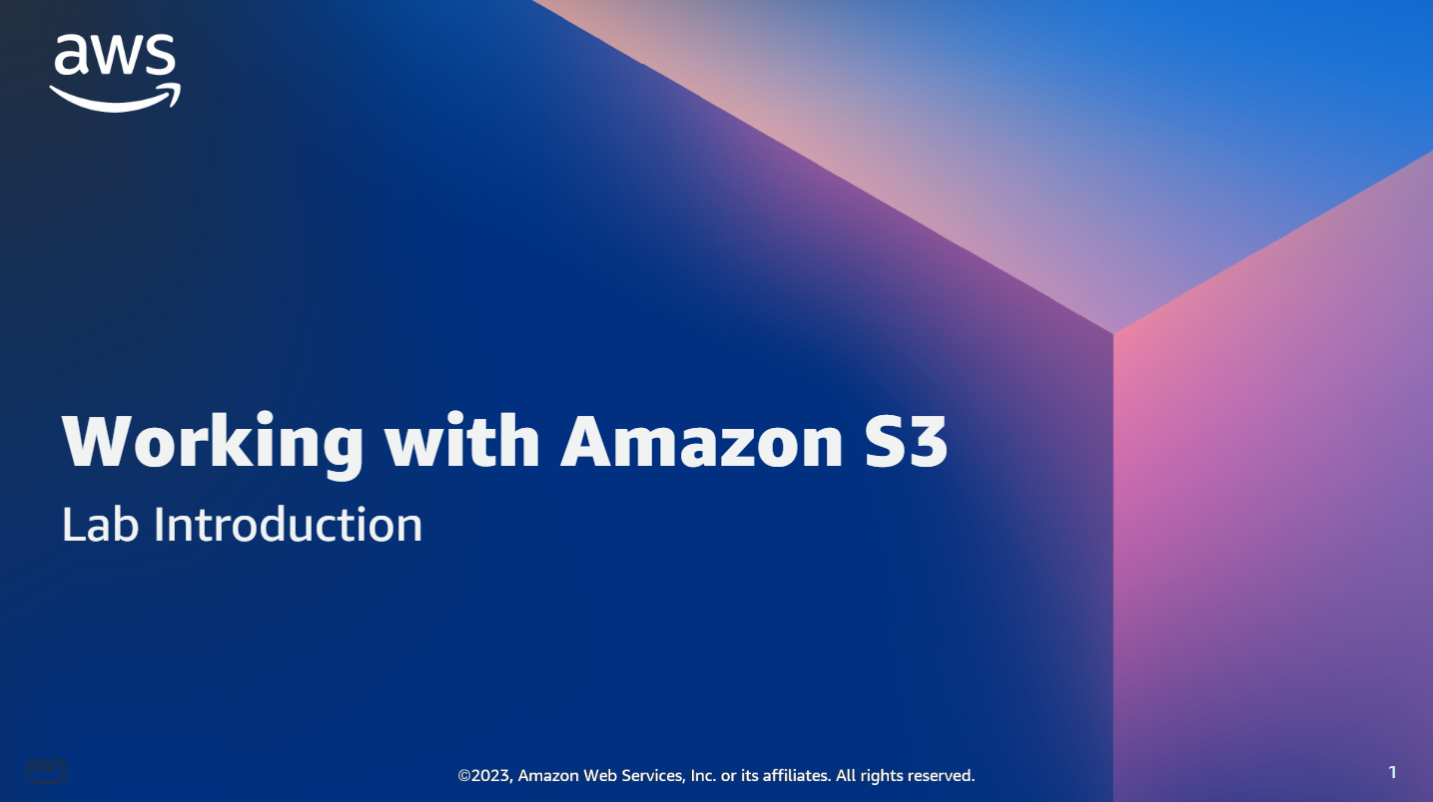 aws
Working with Amazon S3
Lab Introduction
aws
©2023, Amazon Web Services, Inc. or its affiliates. All rights reserved.
1